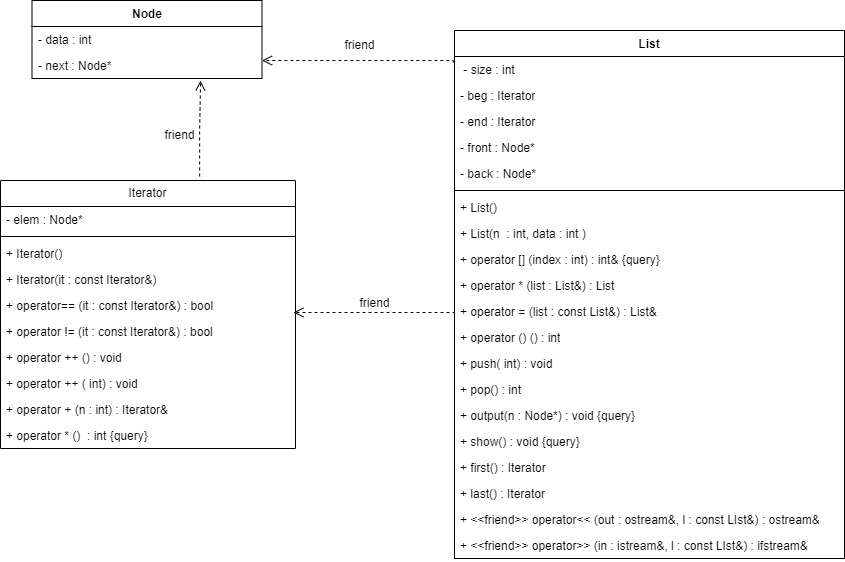 Node
- data : int
- next : Node*
friend
friend
Iterator
- elem : Node*
+ Iterator()
+ Iterator(it : const Iterator&)
+ operator== (it : const Iterator&) : bool
+ operator != (it : const Iterator&) : bool
+ operator ++ () : void
+ operator ++ ( int) : void
+ operator + (n : int) : Iterator&
+ operator * ()  : int {query}
friend
List
- size : int
- beg : Iterator
- end : Iterator
- front : Node*
- back : Node*
+ List()
+ List(n  : int, data : int )
+ operator [] (index : int) : int& {query}
+ operator * (list : List&) : List
+ operator = (list : const List&) : List&
+ operator () () : int
+ push( int) : void
+ pop() : int
+ output(n : Node*) : void {query}
+ show() : void {query}
+ first() : Iterator
+ last() : Iterator
+ <<friend>> operator<< (out : ostream&, l : const LIst&) : ostream&
+ <<friend>> operator>> (in : istream&, l : const LIst&) : ifstream&